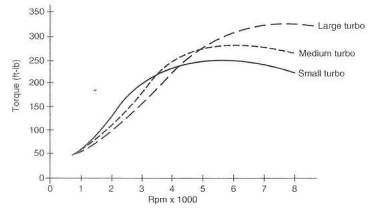 350
300
250
200
150
100
50
0
Torque (ft-lb)
Large turbo
Medium turbo
Small turbo
0 1 2 3 4 5 6 7 8
Rpm x 1000